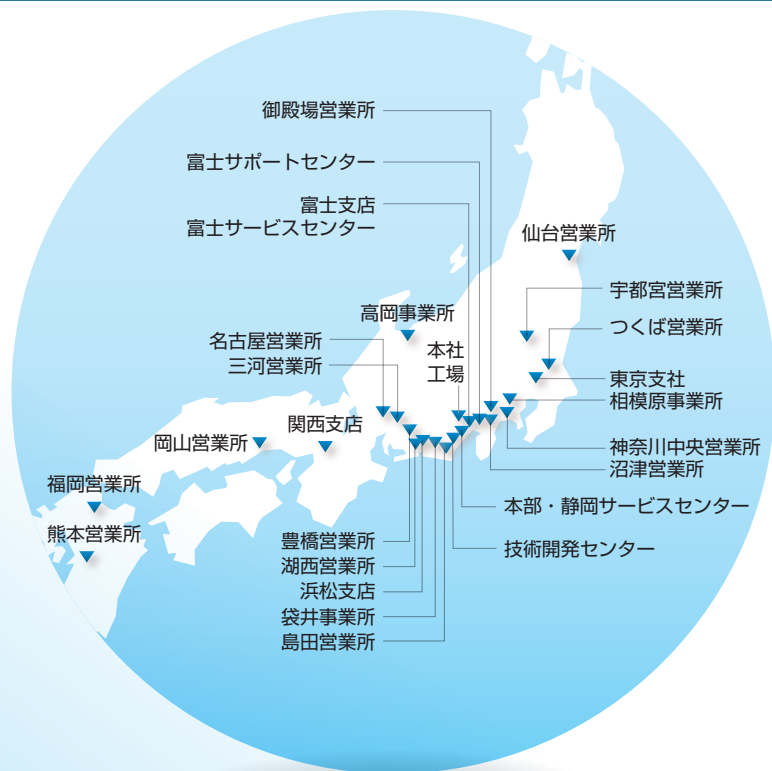 御殿場営業所
富士サポートセンター
富士支店
富士サービスセンター
仙台営業所
宇都宮営業所
高岡事業所
つくば営業所
名古屋営業所
本社
工場
三河営業所
東京支社
相模原事業所
関西支店
岡山営業所
神奈川中央営業所
沼津営業所
福岡営業所
本部・静岡サービスセンター
熊本営業所
豊橋営業所
技術開発センター
湖西営業所
浜松支店
袋井事業所
島田営業所